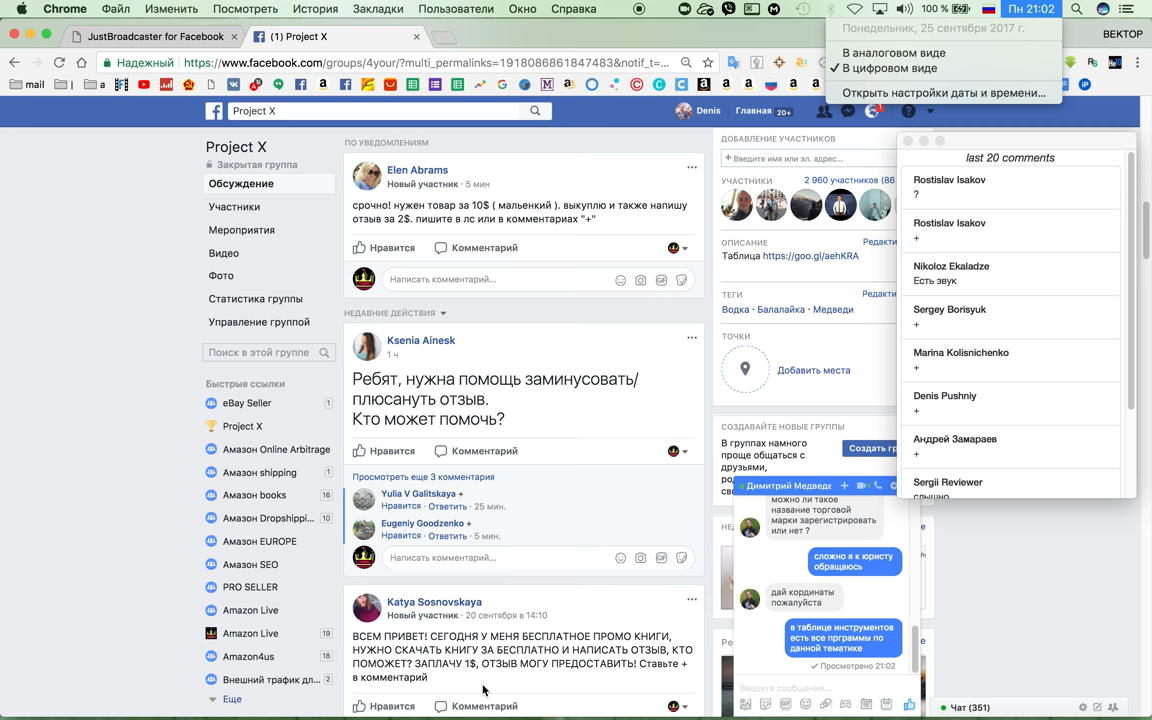 Chrome Файл Изменить Посмотреть История Закладки Пользователи Окно Справка 100 % Пн 21:02
JustBroadcaster for Facebook × (1) Project X × ВЕКТОР
Надежный https://www.facebook.com/groups/4your/?multi_permalinks=1918086861847483&notif_t=...
mail
Понедельник, 25 сентября 2017 г.
В аналоговом виде
✓ В цифровом виде
Открыть настройки даты и времени...
Project X Denis Главная 20+
Project X
Закрытая группа
Обсуждение
Участники
Мероприятия
Видео
Фото
Статистика группы
Управление группой
Поиск в этой группе
Быстрые ссылки
eBay Seller 1
Project X
Амазон Online Arbitrage
Амазон shipping 1
Амазон books 16
Амазон Dropshippi... 10
Амазон EUROPE
Амазон SEO
PRO SELLER
Amazon Live
Amazon Live 19
Amazon4us 18
Внешний трафик дл... 2
Еще
ПО УВЕДОМЛЕНИЯМ
Elen Abrams
Новый участник · 5 мин
срочно! нужен товар за 10$ ( мальенкий ). выкуплю и также напишу
отзыв за 2$. пишите в лс или в комментариях "+"
Нравится Комментарий
Написать комментарий...
НЕДАВНИЕ ДЕЙСТВИЯ
Ksenia Ainesk
1 ч
Ребят, нужна помощь заминусовать/
плюсануть отзыв.
Кто может помочь?
Нравится Комментарий
Просмотреть еще 3 комментария
Yulia V Galitskaya +
Нравится · Ответить · 25 мин.
Eugeniy Goodzenko +
Нравится · Ответить · 5 мин.
Написать комментарий...
Katya Sosnovskaya
Новый участник · 20 сентября в 14:10
ВСЕМ ПРИВЕТ! СЕГОДНЯ У МЕНЯ БЕСПЛАТНОЕ ПРОМО КНИГИ,
НУЖНО СКАЧАТЬ КНИГУ ЗА БЕСПЛАТНО И НАПИСАТЬ ОТЗЫВ, КТО
ПОМОЖЕТ? ЗАПЛАЧУ 1$, ОТЗЫВ МОГУ ПРЕДОСТАВИТЬ! Ставьте +
в комментарий
Нравится Комментарий
ДОБАВЛЕНИЕ УЧАСТНИКОВ
+ Введите имя или эл. адрес...
УЧАСТНИКИ 2 960 участников (86
ОПИСАНИЕ Редакти
Таблица https://goo.gl/aehKRA
ТЕГИ Редакти
Водка · Балалайка · Медведи
ТОЧКИ
Добавить места
СОЗДАВАЙТЕ НОВЫЕ ГРУППЫ
В группах намного
проще общаться с
друзьями,
Создать гр
last 20 comments
Rostislav Isakov
?
Rostislav Isakov
+
Nikoloz Ekaladze
Есть звук
Sergey Borisyuk
+
Marina Kolisnichenko
+
Denis Pushniy
+
Андрей Замараев
+
Sergii Reviewer
слышно
Димитрий Медведе
можно ли такое
название торговой
марки зарегистрировать
или нет ?
сложно я к юристу
обращаюсь
дай кординаты
пожалуйста
в таблице инструментов
есть все прграммы по
данной тематике
✓ Просмотрено 21:02
Введите сообщение...
Чат (351)